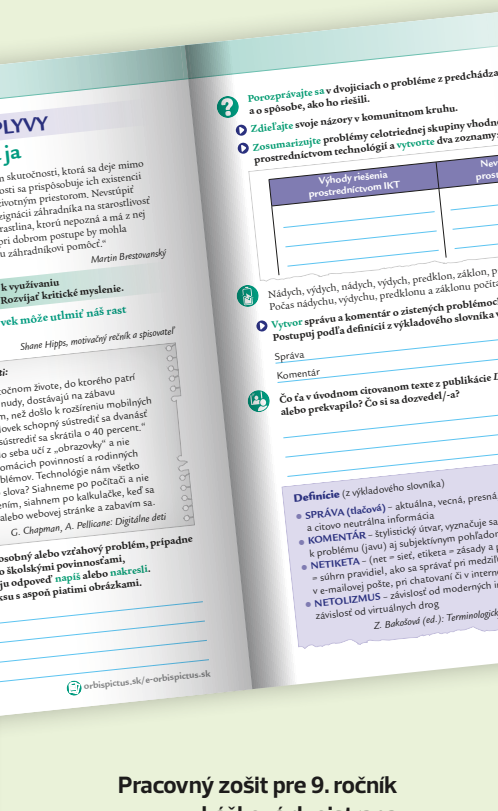 PLYVY
ja
skutočnosti, ktorá sa deje mimo
osti sa prispôsobuje ich existencii
životným priestorom. Nevstúpiť
zignácii záhradníka na starostlivosť
rastlina, ktorú nepozná a má z nej
pri dobrom postupe by mohla
u záhradníkovi pomôcť.“
Martin Brestovanský
k využívaniu
Rozvíjať kritické myslenie.
vek môže utlmiť náš rast
Shane Hipps, motivačný rečník a spisovateľ
ti:
očnom živote, do ktorého patrí
nudy, dostávajú na zábavu
m, než došlo k rozšíreniu mobilných
lovek schopný sústrediť sa dvanásť
sústrediť sa skrátila o 40 percent.“
o seba učí z „obrazovky“ a nie
omácich povinností a rodinných
blémov. Technológie nám všetko
slova? Siahneme po počítači a nie
ením, siahnem po kalkulačke, keď sa
alebo webovej stránke a zabavím sa.
G. Chapman, A. Pellicane: Digitálne deti
osobný alebo vzťahový problém, prípadne
o školskými povinnosťami,
ju odpoveď napíš alebo nakresli.
ksu s aspoň piatimi obrázkami.
orbispictus.sk/e-orbispictus.sk
Porozprávajte sa v dvojiciach o probléme z predchádza
a o spôsobe, ako ho riešili.
Zdieľajte svoje názory v komunitnom kruhu.
Zosumarizujte problémy celotriednej skupiny vhodné
prostredníctvom technológií a vytvorte dva zoznamy:
Výhody riešenia
prostredníctvom IKT
Nev
pros
Nádych, výdych, nádych, výdych, predklon, záklon, p
Počas nádychu, výdychu, predklonu a záklonu počíta
Vytvor správu a komentár o zistených problémoch
Postupuj podľa definícií z výkladového slovníka v
Správa
Komentár
Čo ťa v úvodnom citovanom texte z publikácie D
alebo prekvapilo? Čo si sa dozvedel/-a?
Definície (z výkladového slovníka)
SPRÁVA (tlačová) – aktuálna, vecná, presná
a citovo neutrálna informácia
KOMENTÁR – štylistický útvar, vyznačuje sa
k problému (javu) aj subjektívnym pohľadom
NETIKETA – (net = sieť, etiketa = zásady a p
= súhrn pravidiel, ako sa správať pri medziľ
v e-mailovej pošte, pri chatovaní či v intern
NETOLIZMUS – závislosť od moderných in
závislosť od virtuálnych drog
Z. Bakošová (ed.): Terminologick
Pracovný zošit pre 9. ročník